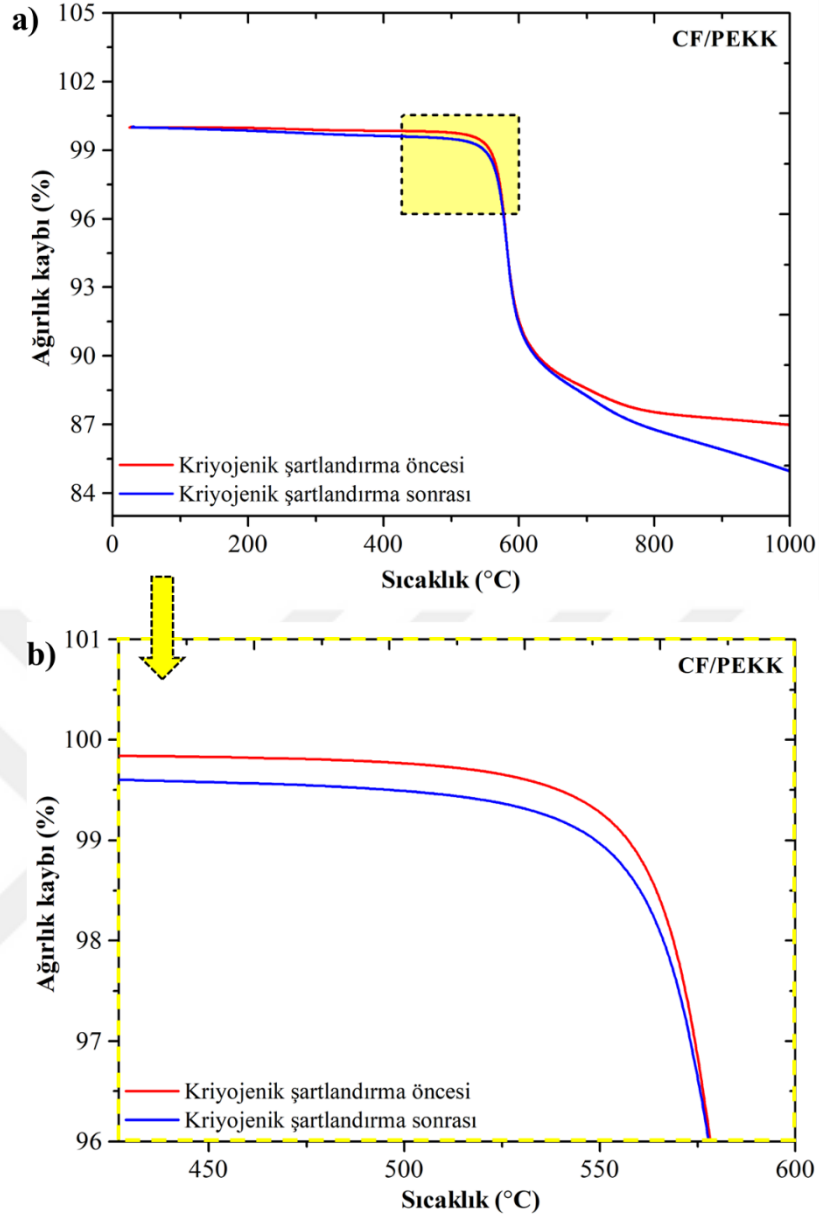 a)
CF/PEKK
105
102
99
96
93
90
87
84
Ağırlık kaybı (%)
Kriyojenik şartlandırma öncesi
Kriyojenik şartlandırma sonrası
0 200 400 600 800 1000
Sıcaklık (°C)
b)
CF/PEKK
101
100
99
98
97
96
Ağırlık kaybı (%)
Kriyojenik şartlandırma öncesi
Kriyojenik şartlandırma sonrası
450 500 550 600
Sıcaklık (°C)